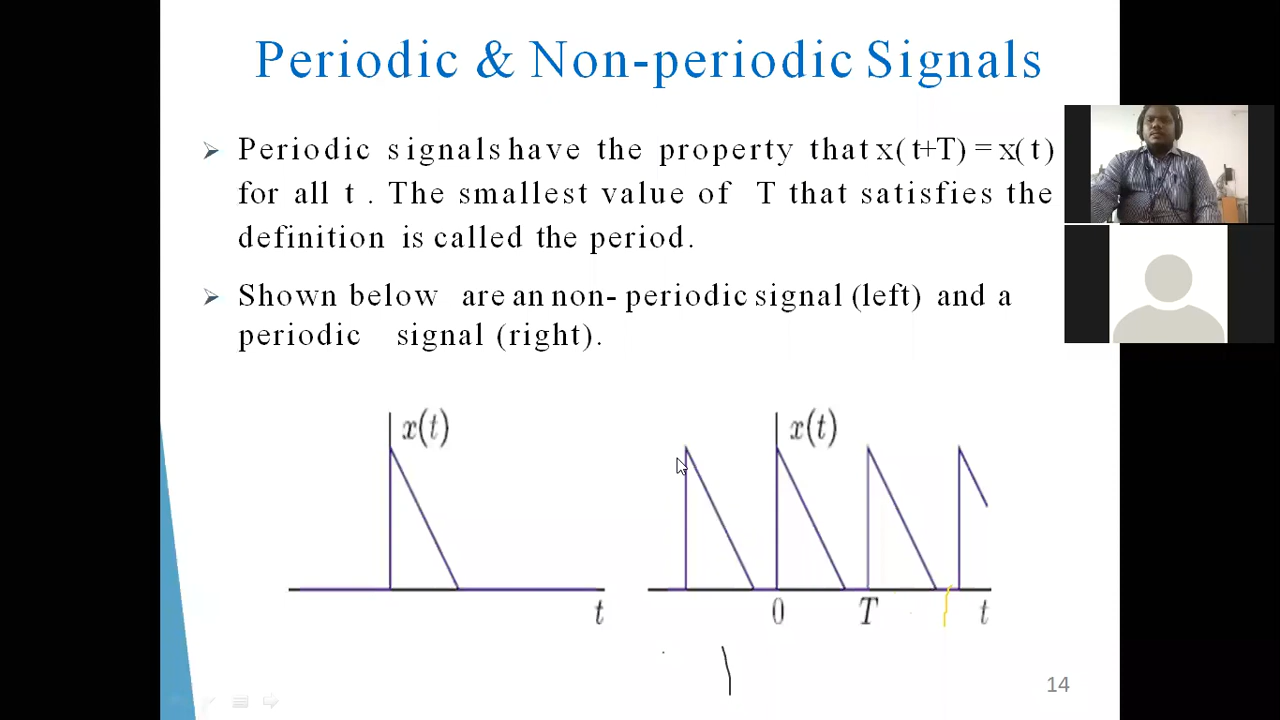 Periodic & Non-periodic Signals
Periodic signals have the property that x(t+T) = x(t)
for all t . The smallest value of T that satisfies the
definition is called the period.
Shown below are an non- periodic signal (left) and a
periodic signal (right).
x(t)
x(t)
t
0
T
t
14